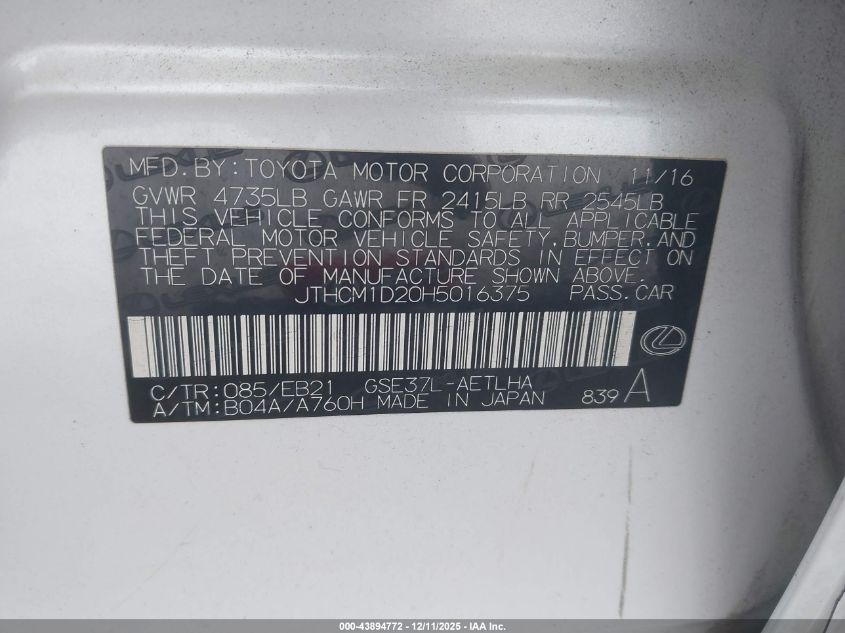 MFD.BY:TOYOTA MOTOR CORPORATION 11/16
GVWR 4735LB GAWR FR 2415LB RR 2545LB
THIS VEHICLE CONFORMS TO ALL APPLICABLE
FEDERAL MOTOR VEHICLE SAFETY,BUMPER,AND
THEFT PREVENTION STANDARDS IN EFFECT ON
THE DATE OF MANUFACTURE SHOWN ABOVE.
JTHCM1D20H5016375 PASS.CAR
C/TR:085/EB21 GSE37L-AETLHA
A/TM:B04A/A760H MADE IN JAPAN 839 A
000-43894772 - 12/11/2025 - IAA Inc.